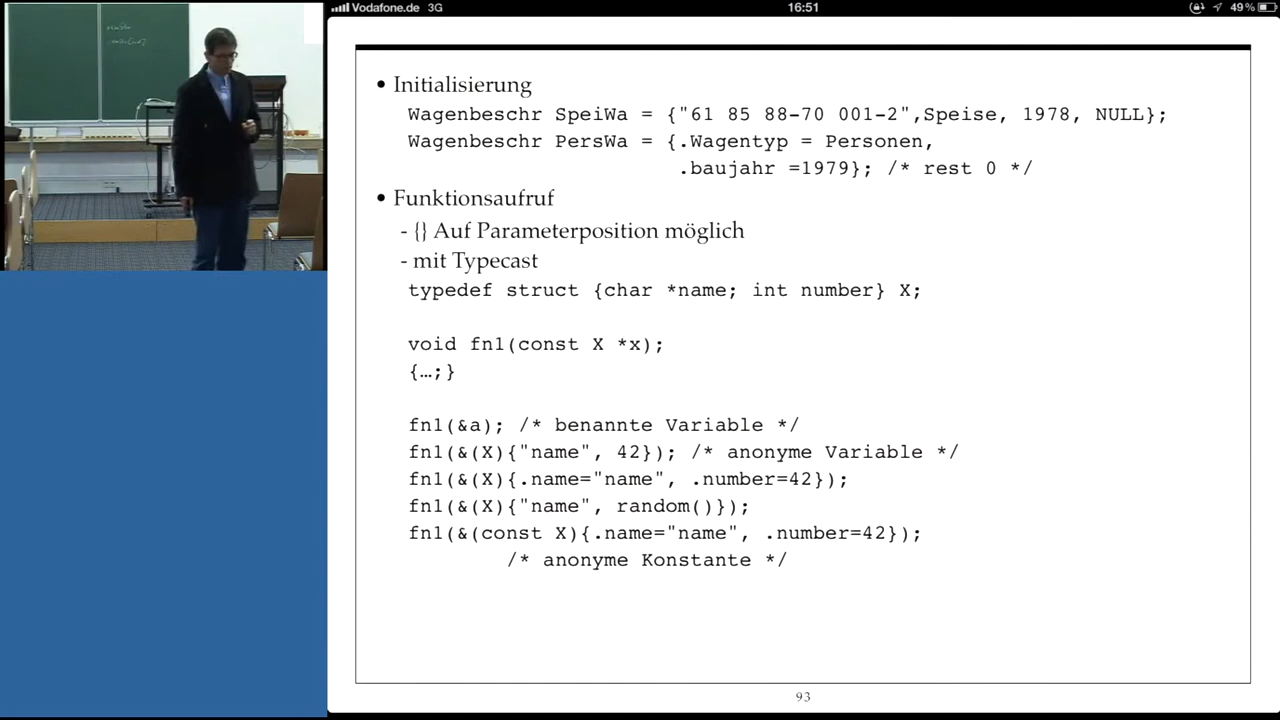 Vodafone.de 3G 16:51 49%
• Initialisierung
Wagenbeschr SpeiWa = {"61 85 88-70 001-2",Speise, 1978, NULL};
Wagenbeschr PersWa = {.Wagentyp = Personen,
.baujahr =1979}; /* rest 0 */
• Funktionsaufruf
- {} Auf Parameterposition möglich
- mit Typecast
typedef struct {char *name; int number} X;
void fn1(const X *x);
{…;}
fn1(&a); /* benannte Variable */
fn1(&(X){"name", 42}); /* anonyme Variable */
fn1(&(X){.name="name", .number=42});
fn1(&(X){"name", random()});
fn1(&(const X){.name="name", .number=42});
/* anonyme Konstante */
93